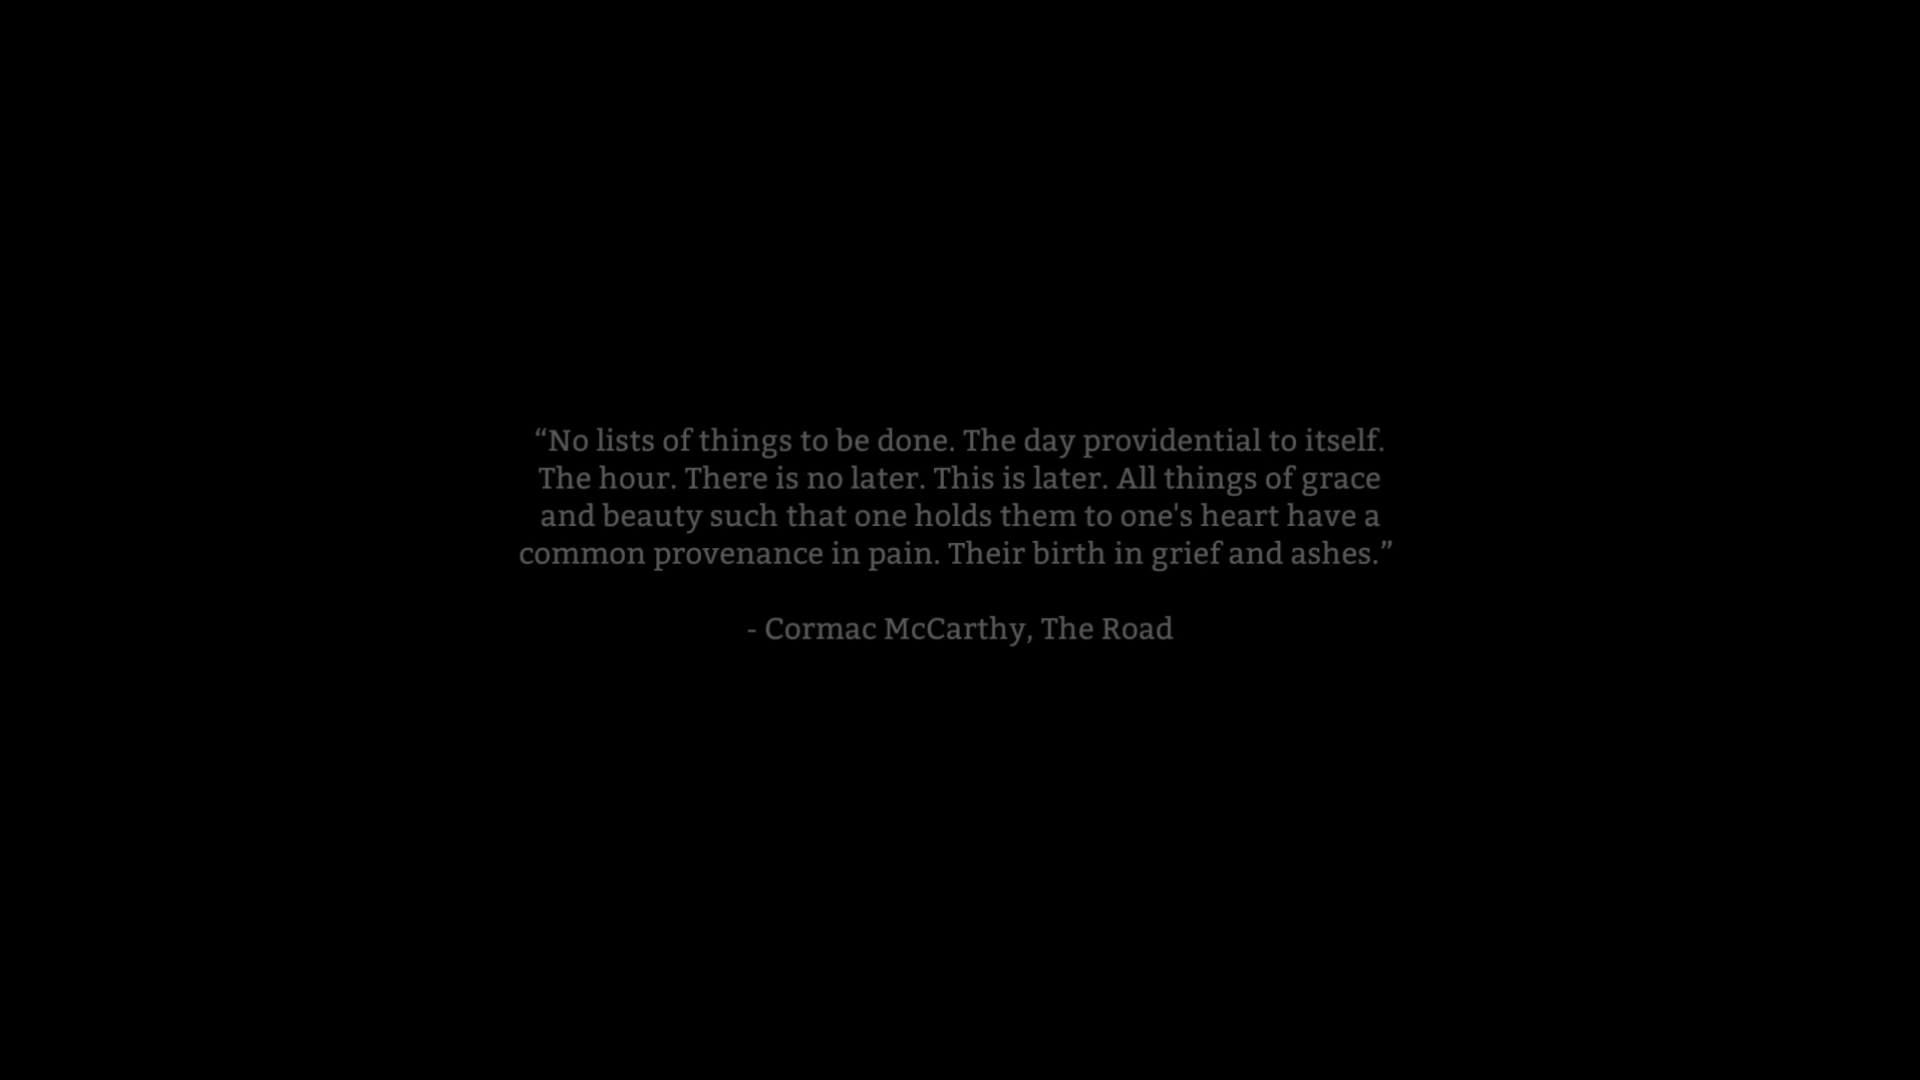 “No lists of things to be done. The day providential to itself.
The hour. There is no later. This is later. All things of grace
and beauty such that one holds them to one's heart have a
common provenance in pain. Their birth in grief and ashes.”
- Cormac McCarthy, The Road